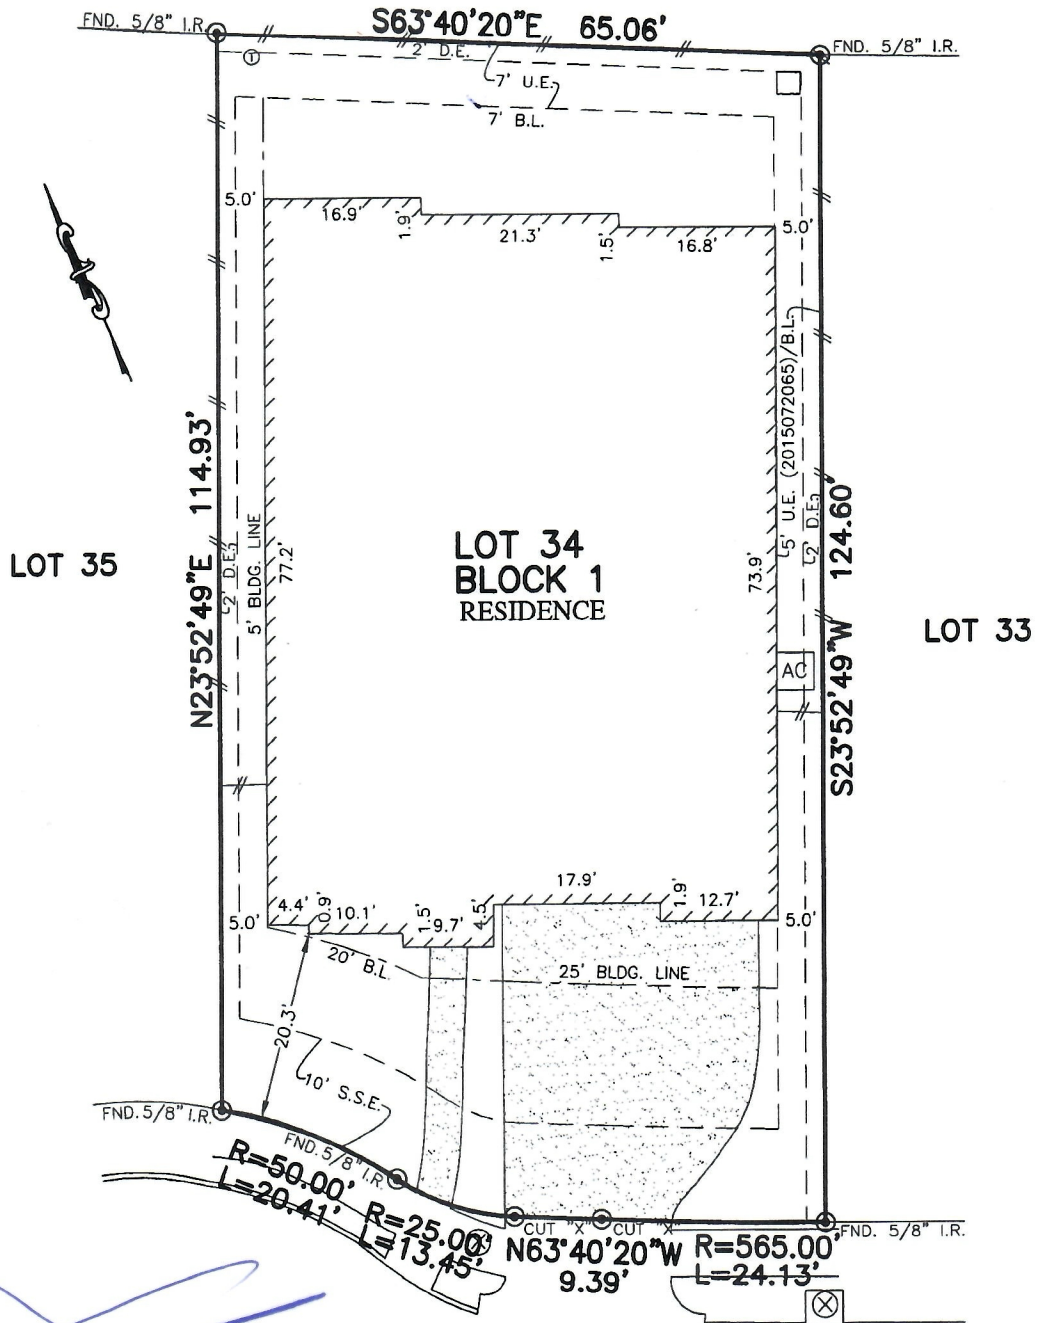 FND. 5/8" I.R.
S63°40'20"E 65.06'
FND. 5/8" I.R.
2' D.E.
T
7' U.E.
7' B.L.
5.0'
16.9'
1.9'
21.3'
1.5'
16.8'
5.0'
N23°52'49"E 114.93'
2' D.E.
5' BLDG. LINE
77.2'
LOT 35
LOT 34
BLOCK 1
RESIDENCE
73.9'
5' U.E. (2015072065)/B.L.
2' D.E.
S23°52'49"W 124.60'
LOT 33
AC
5.0'
4.4'
0.9'
10.1'
1.5'
9.7'
4.5'
17.9'
1.9'
12.7'
5.0'
20' B.L.
25' BLDG. LINE
20.3'
10' S.S.E.
FND. 5/8" I.R.
FND. 5/8" I.R.
R=50.00'
L=20.41'
R=25.00'
L=13.45'
CUT "X"
CUT "X"
N63°40'20"W
9.39'
R=565.00'
L=24.13'
FND. 5/8" I.R.